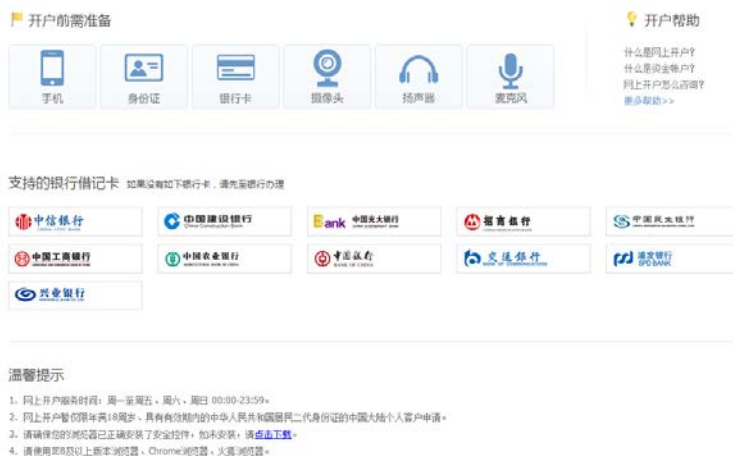 开户前需准备
开户帮助
手机
身份证
银行卡
摄像头
扬声器
麦克风
什么是网上开户?
什么是资金帐户?
网上开户怎么咨询?
更多帮助>>
支持的银行借记卡 如果没有如下银行卡,请先至银行办理
中信银行
中国建设银行
China Construction Bank
Bank 中国光大银行
招商银行
中国民生银行
中国工商银行
中国农业银行
中国银行
BANK OF CHINA
交通银行
BANK OF COMMUNICATIONS
浦发银行
SPD BANK
兴业银行
温馨提示
1、网上开户服务时间:周一至周五、周六、周日 00:00-23:59。
2、网上开户暂仅限年满18周岁、具有有效期内的中华人民共和国居民二代身份证的中国大陆个人客户申请。
3、请确保您的浏览器已正确安装了安全控件,如未安装,请点击下载。
4、请使用IE8及以上版本浏览器、Chrome浏览器、火狐浏览器。